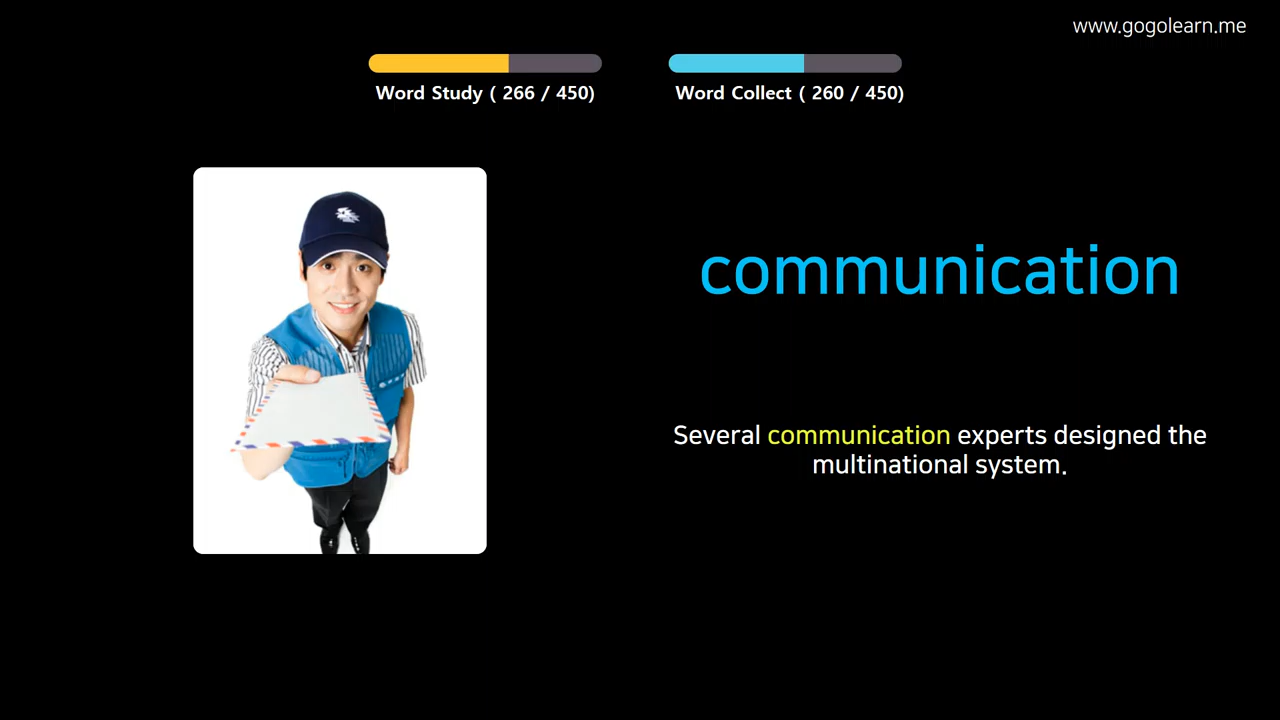 www.gogolearn.me
Word Study ( 266 / 450)
Word Collect ( 260 / 450)
communication
Several communication experts designed the
multinational system.